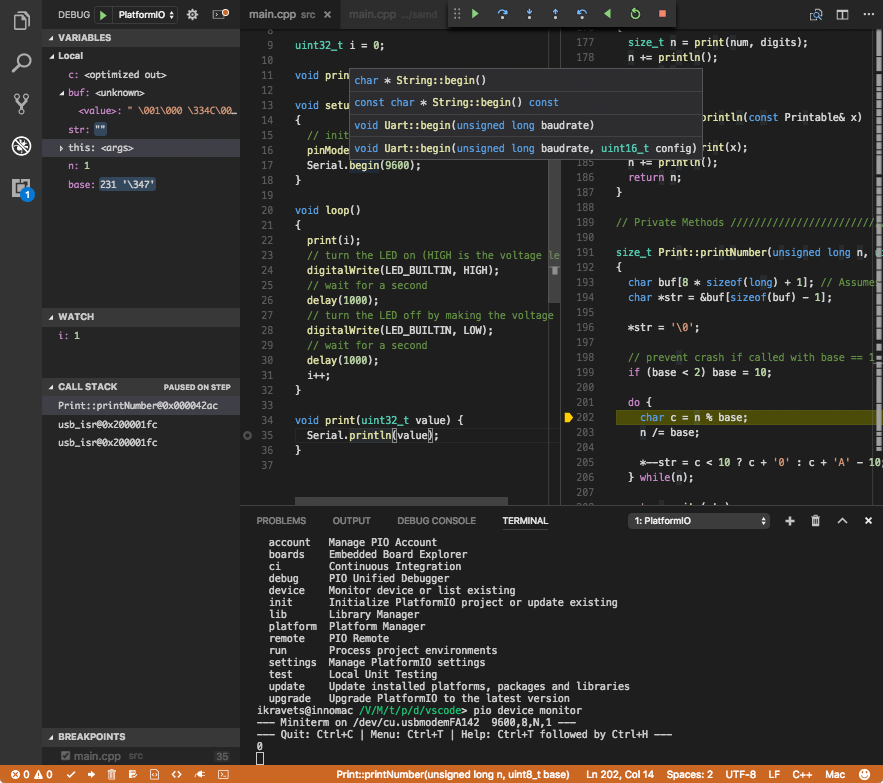 DEBUG PlatformIO
VARIABLES
Local
c: <optimized out>
buf: <unknown>
<value>: " \001\000 \334C\00…
str: ""
this: <args>
n: 1
base: 231 '\347'
WATCH
i: 1
CALL STACK PAUSED ON STEP
Print::printNumber@0x000042ac
usb_isr@0x200001fc
usb_isr@0x200001fc
BREAKPOINTS
main.cpp src 35
1
main.cpp src
main.cpp .../samd
9 uint32_t i = 0;
10
11 void prin
12
13 void setu
14 {
15 // init
16 pinMode
17 Serial.begin(9600);
18 }
19
20 void loop()
21 {
22 print(i);
23 // turn the LED on (HIGH is the voltage le
24 digitalWrite(LED_BUILTIN, HIGH);
25 // wait for a second
26 delay(1000);
27 // turn the LED off by making the voltage
28 digitalWrite(LED_BUILTIN, LOW);
29 // wait for a second
30 delay(1000);
31 i++;
32 }
33
34 void print(uint32_t value) {
35 Serial.println(value);
36 }
37
char * String::begin()
const char * String::begin() const
void Uart::begin(unsigned long baudrate)
void Uart::begin(unsigned long baudrate, uint16_t config)
177 size_t n = print(num, digits);
178 n += println();
println(const Printable& x)
rint(x);
185 n += println();
186 return n;
187 }
188
189 // Private Methods /////////////////////////
190
191 size_t Print::printNumber(unsigned long n,
192 {
193 char buf[8 * sizeof(long) + 1]; // Assume
194 char *str = &buf[sizeof(buf) - 1];
195
196 *str = '\0';
197
198 // prevent crash if called with base == 1
199 if (base < 2) base = 10;
200
201 do {
202 char c = n % base;
203 n /= base;
204
205 *--str = c < 10 ? c + '0' : c + 'A' - 10;
206 } while(n);
207
PROBLEMS OUTPUT DEBUG CONSOLE TERMINAL 1: PlatformIO
account Manage PIO Account
boards Embedded Board Explorer
ci Continuous Integration
debug PIO Unified Debugger
device Monitor device or list existing
init Initialize PlatformIO project or update existing
lib Library Manager
platform Platform Manager
remote PIO Remote
run Process project environments
settings Manage PlatformIO settings
test Local Unit Testing
update Update installed platforms, packages and libraries
upgrade Upgrade PlatformIO to the latest version
ikravets@innomac /V/M/t/p/d/vscode> pio device monitor
--- Miniterm on /dev/cu.usbmodemFA142 9600,8,N,1 ---
--- Quit: Ctrl+C | Menu: Ctrl+T | Help: Ctrl+T followed by Ctrl+H ---
0
0 0 Print::printNumber(unsigned long n, uint8_t base) Ln 202, Col 14 Spaces: 2 UTF-8 LF C++ Mac